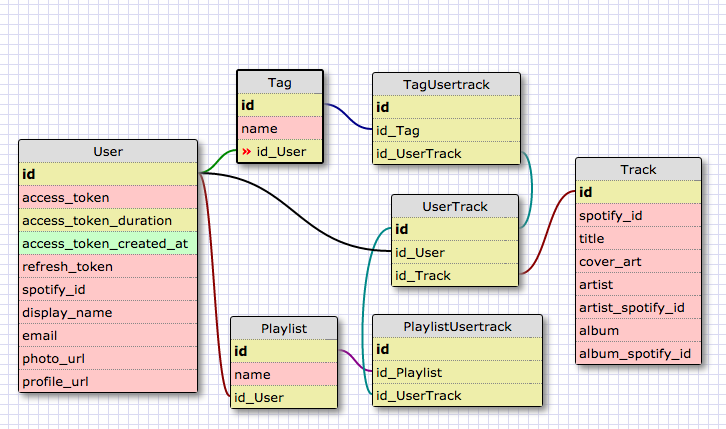 Tag
id
name
» id_User
TagUsertrack
id
id_Tag
id_UserTrack
User
id
access_token
access_token_duration
access_token_created_at
refresh_token
spotify_id
display_name
email
photo_url
profile_url
UserTrack
id
id_User
id_Track
Track
id
spotify_id
title
cover_art
artist
artist_spotify_id
album
album_spotify_id
Playlist
id
name
id_User
PlaylistUsertrack
id
id_Playlist
id_UserTrack